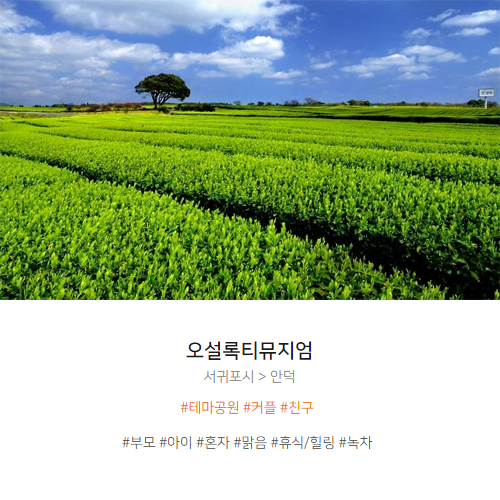 오설록티뮤지엄
서귀포시 > 안덕
#테마공원 #커플 #친구
#부모 #아이 #혼자 #맑음 #휴식/힐링 #녹차